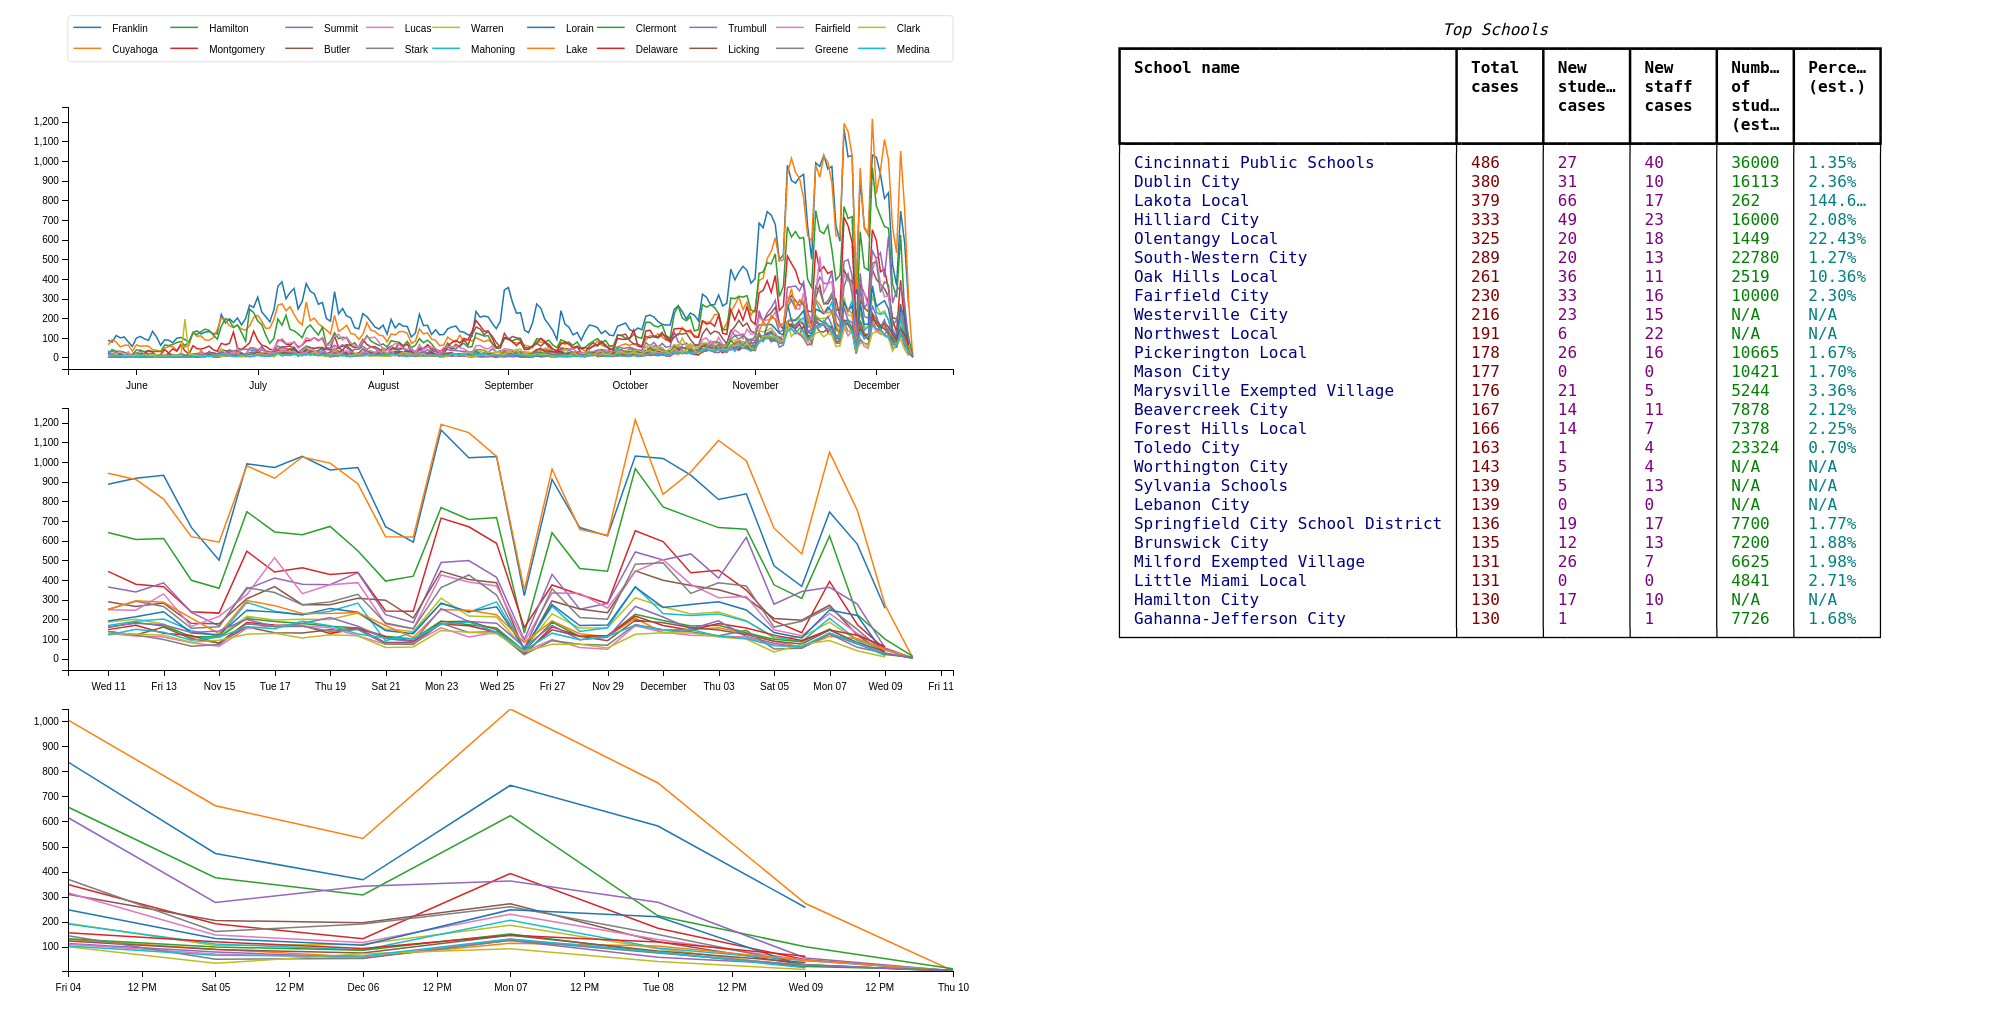 Franklin Hamilton Summit Lucas Warren Lorain Clermont Trumbull Fairfield Clark
Cuyahoga Montgomery Butler Stark Mahoning Lake Delaware Licking Greene Medina
1,200
1,100
1,000
900
800
700
600
500
400
300
200
100
0
June July August September October November December
1,200
1,100
1,000
900
800
700
600
500
400
300
200
100
0
Wed 11 Fri 13 Nov 15 Tue 17 Thu 19 Sat 21 Mon 23 Wed 25 Fri 27 Nov 29 December Thu 03 Sat 05 Mon 07 Wed 09 Fri 11
1,000
900
800
700
600
500
400
300
200
100
Fri 04 12 PM Sat 05 12 PM Dec 06 12 PM Mon 07 12 PM Tue 08 12 PM Wed 09 12 PM Thu 10
Top Schools
School name Total New New Numb… Perce…
cases stude… staff of (est.)
cases cases stud…
(est…
Cincinnati Public Schools 486 27 40 36000 1.35%
Dublin City 380 31 10 16113 2.36%
Lakota Local 379 66 17 262 144.6…
Hilliard City 333 49 23 16000 2.08%
Olentangy Local 325 20 18 1449 22.43%
South-Western City 289 20 13 22780 1.27%
Oak Hills Local 261 36 11 2519 10.36%
Fairfield City 230 33 16 10000 2.30%
Westerville City 216 23 15 N/A N/A
Northwest Local 191 6 22 N/A N/A
Pickerington Local 178 26 16 10665 1.67%
Mason City 177 0 0 10421 1.70%
Marysville Exempted Village 176 21 5 5244 3.36%
Beavercreek City 167 14 11 7878 2.12%
Forest Hills Local 166 14 7 7378 2.25%
Toledo City 163 1 4 23324 0.70%
Worthington City 143 5 4 N/A N/A
Sylvania Schools 139 5 13 N/A N/A
Lebanon City 139 0 0 N/A N/A
Springfield City School District 136 19 17 7700 1.77%
Brunswick City 135 12 13 7200 1.88%
Milford Exempted Village 131 26 7 6625 1.98%
Little Miami Local 131 0 0 4841 2.71%
Hamilton City 130 17 10 N/A N/A
Gahanna-Jefferson City 130 1 1 7726 1.68%